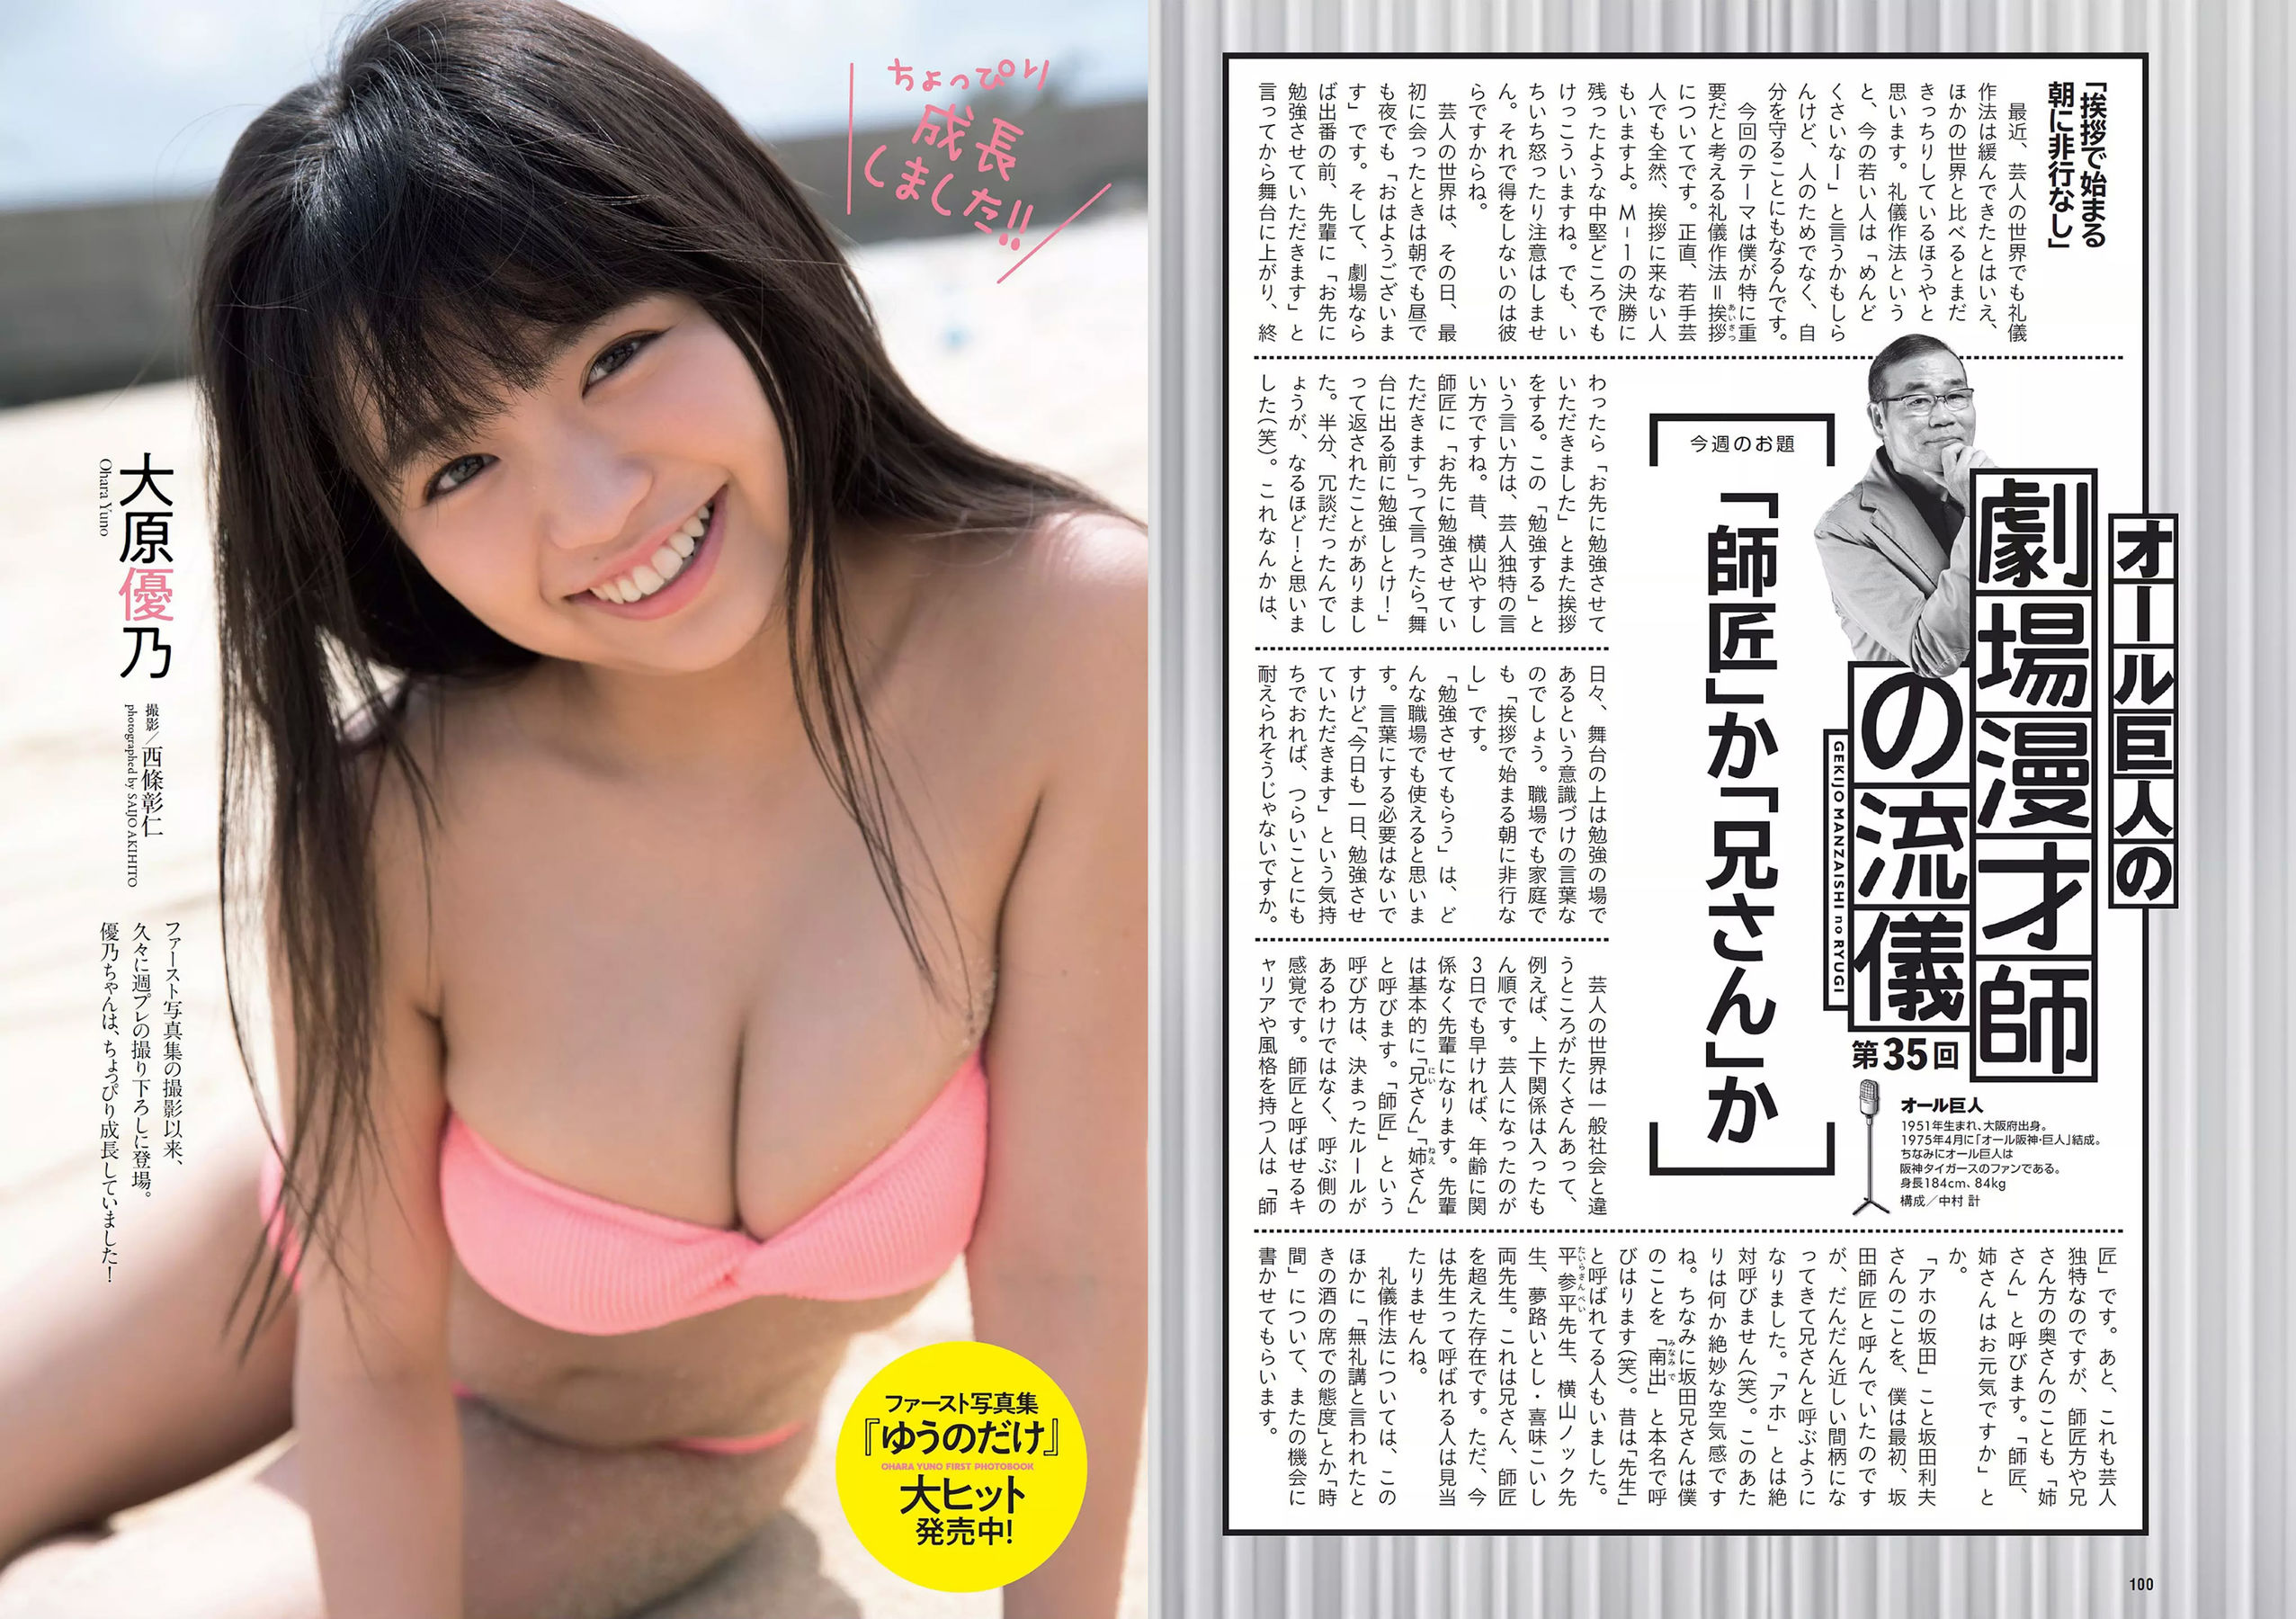 ちょっぴり
成長
しました!!
大原優乃
Ohara Yuno
撮影／西條彰仁
photographed by SAIJO AKIHITO
ファースト写真集の撮影以来、
久々に週プレの撮り下ろしに登場。
優乃ちゃんは、ちょっぴり成長していました！
ファースト写真集
『ゆうのだけ』
OHARA YUNO FIRST PHOTOBOOK
大ヒット
発売中！
オール巨人の
劇場漫才師
の流儀
GEKIJO MANZAISHI no RYUGI
第35回
オール巨人
1951年生まれ、大阪府出身。
1975年4月に「オール阪神・巨人」結成。
ちなみにオール巨人は
阪神タイガースのファンである。
身長184cm、84kg
構成／中村 計
今週のお題
「師匠」か「兄さん」か
「挨拶で始まる
朝に非行なし」
最近、芸人の世界でも礼儀
作法は緩んできたとはいえ、
ほかの世界と比べるとまだ
きっちりしているほうやと
思います。礼儀作法という
と、今の若い人は「めんど
くさいなー」と言うかもしら
んけど、人のためでなく、自
分を守ることにもなるんです。
今回のテーマは僕が特に重
要だと考える礼儀作法＝挨拶
あいさつ
についてです。正直、若手芸
人でも全然、挨拶に来ない人
もいますよ。M-1の決勝に
残ったような中堅どころでも
けっこういますね。でも、い
ちいち怒ったり注意はしませ
ん。それで得をしないのは彼
らですからね。
芸人の世界は、その日、最
初に会ったときは朝でも昼で
も夜でも「おはようございま
す」です。そして、劇場なら
ば出番の前、先輩に「お先に
勉強させていただきます」と
言ってから舞台に上がり、終
わったら「お先に勉強させて
いただきました」とまた挨拶
をする。この「勉強する」と
いう言い方は、芸人独特の言
い方ですね。昔、横山やすし
師匠に「お先に勉強させてい
ただきます」って言ったら「舞
台に出る前に勉強しとけ！」
って返されたことがありまし
た。半分、冗談だったんでし
ょうが、なるほど！と思いま
した（笑）。これなんかは、
日々、舞台の上は勉強の場で
あるという意識づけの言葉な
のでしょう。職場でも家庭で
も「挨拶で始まる朝に非行な
し」です。
「勉強させてもらう」は、ど
んな職場でも使えると思いま
す。言葉にする必要はないで
すけど「今日も一日、勉強させ
ていただきます」という気持
ちでおれば、つらいことにも
耐えられそうじゃないですか。
芸人の世界は一般社会と違
うところがたくさんあって、
例えば、上下関係は入ったも
ん順です。芸人になったのが
3日でも早ければ、年齢に関
係なく先輩になります。先輩
は基本的に「兄さん」「姉さん」
にい
ねえ
と呼びます。「師匠」という
呼び方は、決まったルールが
あるわけではなく、呼ぶ側の
感覚です。師匠と呼ばせるキ
ャリアや風格を持つ人は「師
匠」です。あと、これも芸人
独特なのですが、師匠方や兄
さん方の奥さんのことも「姉
さん」と呼びます。「師匠、
姉さんはお元気ですか」と
か。
「アホの坂田」こと坂田利夫
さんのことを、僕は最初、坂
田師匠と呼んでいたのです
が、だんだん近しい間柄にな
ってきて兄さんと呼ぶように
なりました。「アホ」とは絶
対呼びません（笑）。このあた
りは何か絶妙な空気感です
ね。ちなみに坂田兄さんは僕
のことを「南出」と本名で呼
みなみで
びはります（笑）。昔は「先生」
と呼ばれてる人もいました。
平参平先生、横山ノック先
たいらさんぺい
生、夢路いとし・喜味こいし
両先生。これは兄さん、師匠
を超えた存在です。ただ、今
は先生って呼ばれる人は見当
たりませんね。
礼儀作法については、この
ほかに「無礼講と言われたと
きの酒の席での態度」とか「時
間」について、またの機会に
書かせてもらいます。
100